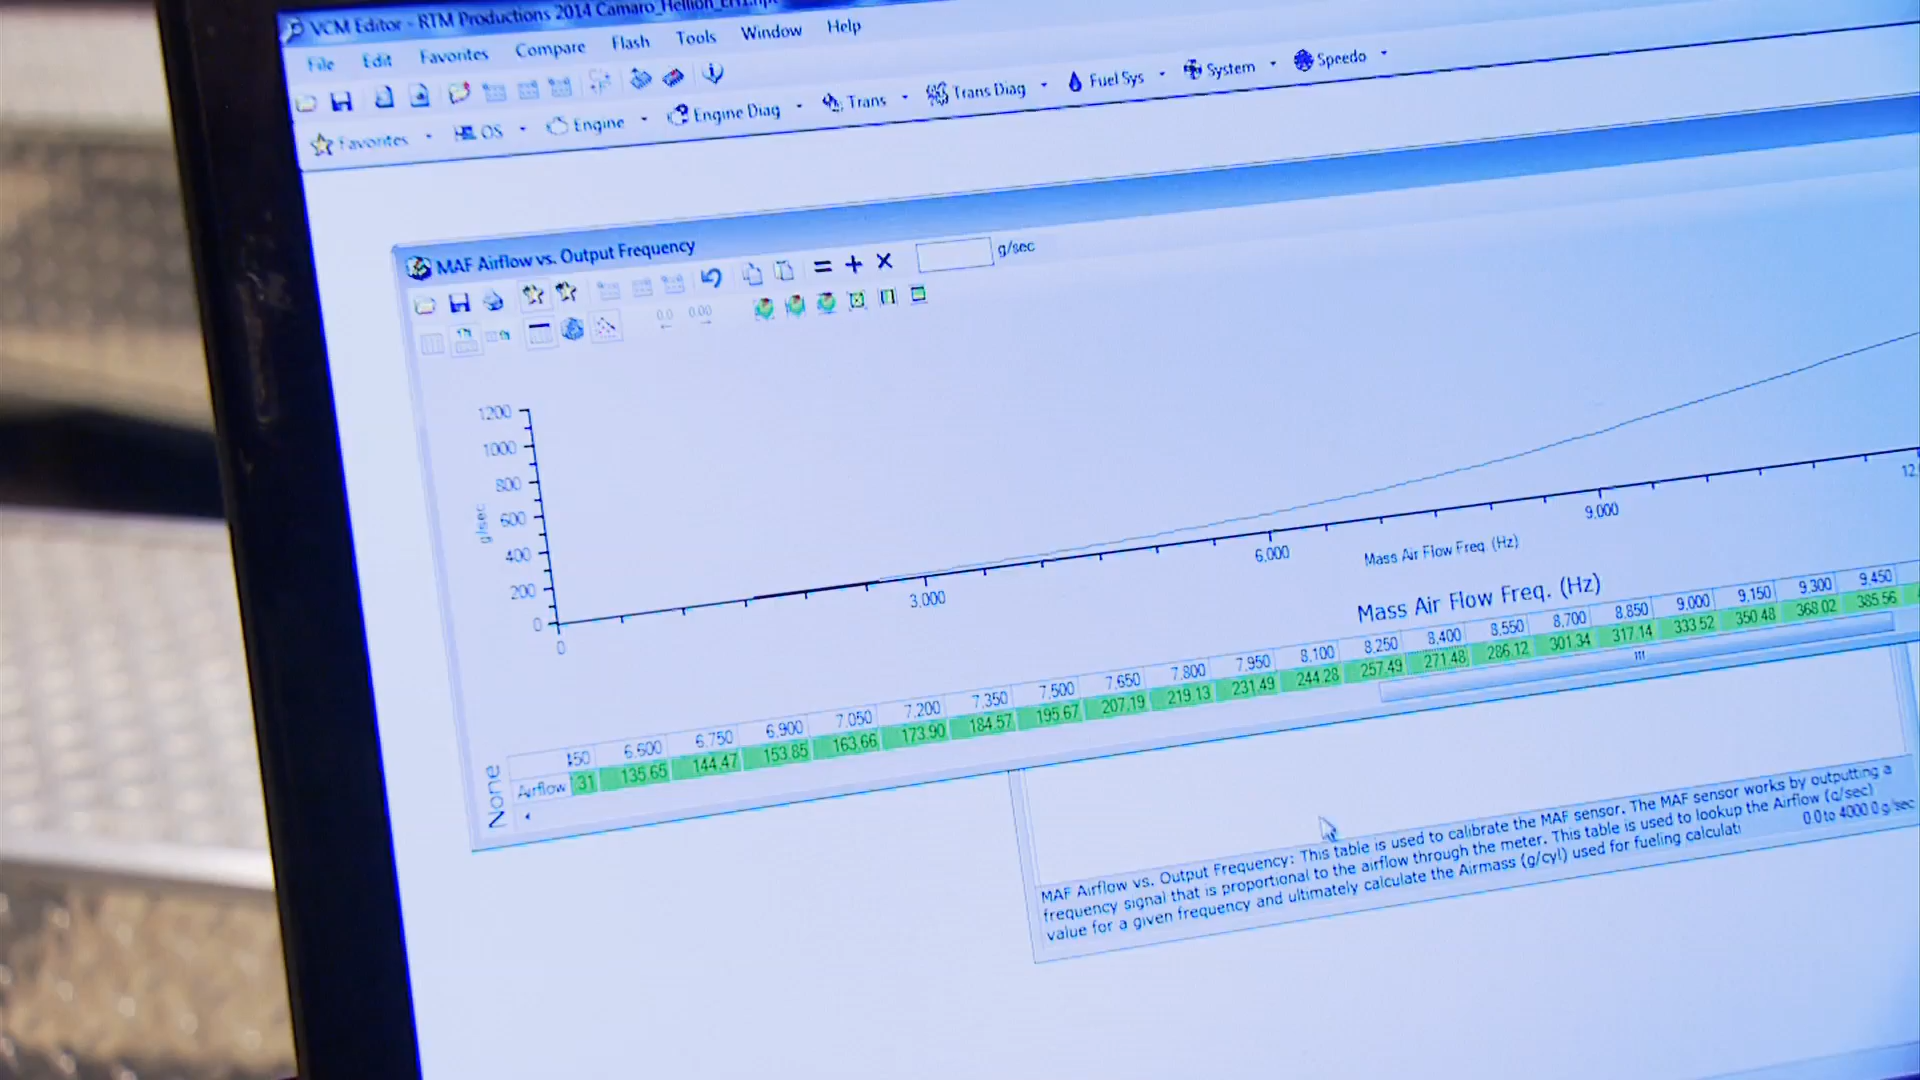 VCM Editor - RTM Productions 2014 Camaro_Hellion_
File Edit Favorites Compare Flash Tools Window Help
Favorites OS Engine Engine Diag Trans Trans Diag Fuel Sys System Speedo
MAF Airflow vs. Output Frequency
= + × g/sec
0.0 0.00
1200
1000
800
600
400
200
0
g/sec
0 3,000 6,000 9,000 12,
Mass Air Flow Freq. (Hz)
Mass Air Flow Freq. (Hz)
450 6,600 6,750 6,900 7,050 7,200 7,350 7,500 7,650 7,800 7,950 8,100 8,250 8,400 8,550 8,700 8,850 9,000 9,150 9,300 9,450
Airflow 31 135.65 144.47 153.85 163.66 173.90 184.57 195.67 207.19 219.13 231.49 244.28 257.49 271.48 286.12 301.34 317.14 333.52 350.48 368.02 385.56
None
MAF Airflow vs. Output Frequency: This table is used to calibrate the MAF sensor. The MAF sensor works by outputting a
frequency signal that is proportional to the airflow through the meter. This table is used to lookup the Airflow (g/sec)
value for a given frequency and ultimately calculate the Airmass (g/cyl) used for fueling calculati
0.0 to 4000.0 g/sec